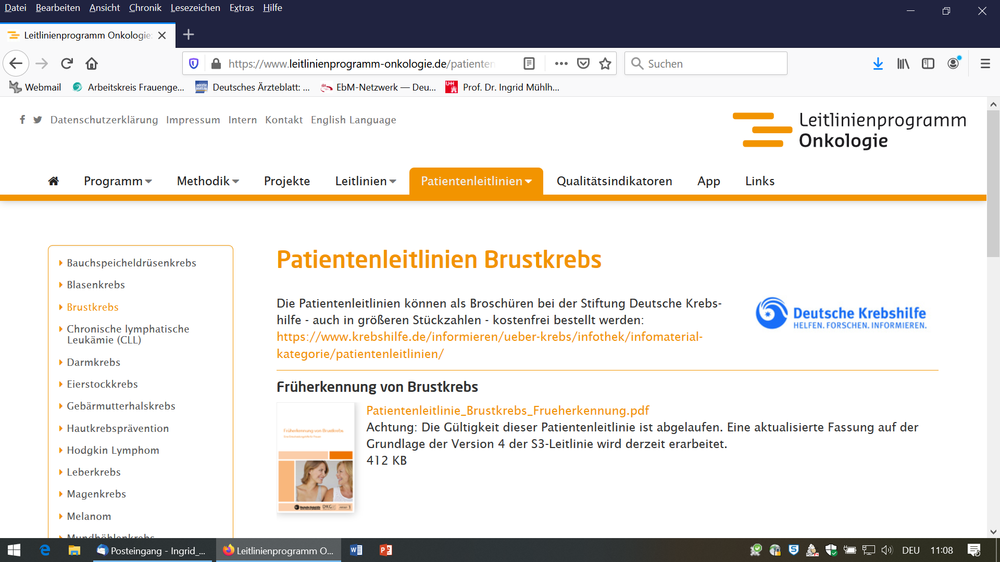 Datei Bearbeiten Ansicht Chronik Lesezeichen Extras Hilfe
Leitlinienprogramm Onkologie:
https://www.leitlinienprogramm-onkologie.de/patienten
Suchen
Webmail Arbeitskreis Frauenge... Deutsches Ärzteblatt: ... EbM-Netzwerk — Deu... Prof. Dr. Ingrid Mühlh...
Datenschutzerklärung Impressum Intern Kontakt English Language
Leitlinienprogramm
Onkologie
Programm Methodik Projekte Leitlinien Patientenleitlinien Qualitätsindikatoren App Links
Bauchspeicheldrüsenkrebs
Blasenkrebs
Brustkrebs
Chronische lymphatische
Leukämie (CLL)
Darmkrebs
Eierstockkrebs
Gebärmutterhalskrebs
Hautkrebsprävention
Hodgkin Lymphom
Leberkrebs
Magenkrebs
Melanom
Mundhöhlenkrebs
Patientenleitlinien Brustkrebs
Die Patientenleitlinien können als Broschüren bei der Stiftung Deutsche Krebs-
hilfe - auch in größeren Stückzahlen - kostenfrei bestellt werden:
https://www.krebshilfe.de/informieren/ueber-krebs/infothek/infomaterial-
kategorie/patientenleitlinien/
Deutsche Krebshilfe
HELFEN. FORSCHEN. INFORMIEREN.
Früherkennung von Brustkrebs
Früherkennung von Brustkrebs
Deutsche Krebshilfe DKG
Patientenleitlinie_Brustkrebs_Frueherkennung.pdf
Achtung: Die Gültigkeit dieser Patientenleitlinie ist abgelaufen. Eine aktualisierte Fassung auf der
Grundlage der Version 4 der S3-Leitlinie wird derzeit erarbeitet.
412 KB
Posteingang - Ingrid_... Leitlinienprogramm O... DEU 11:08